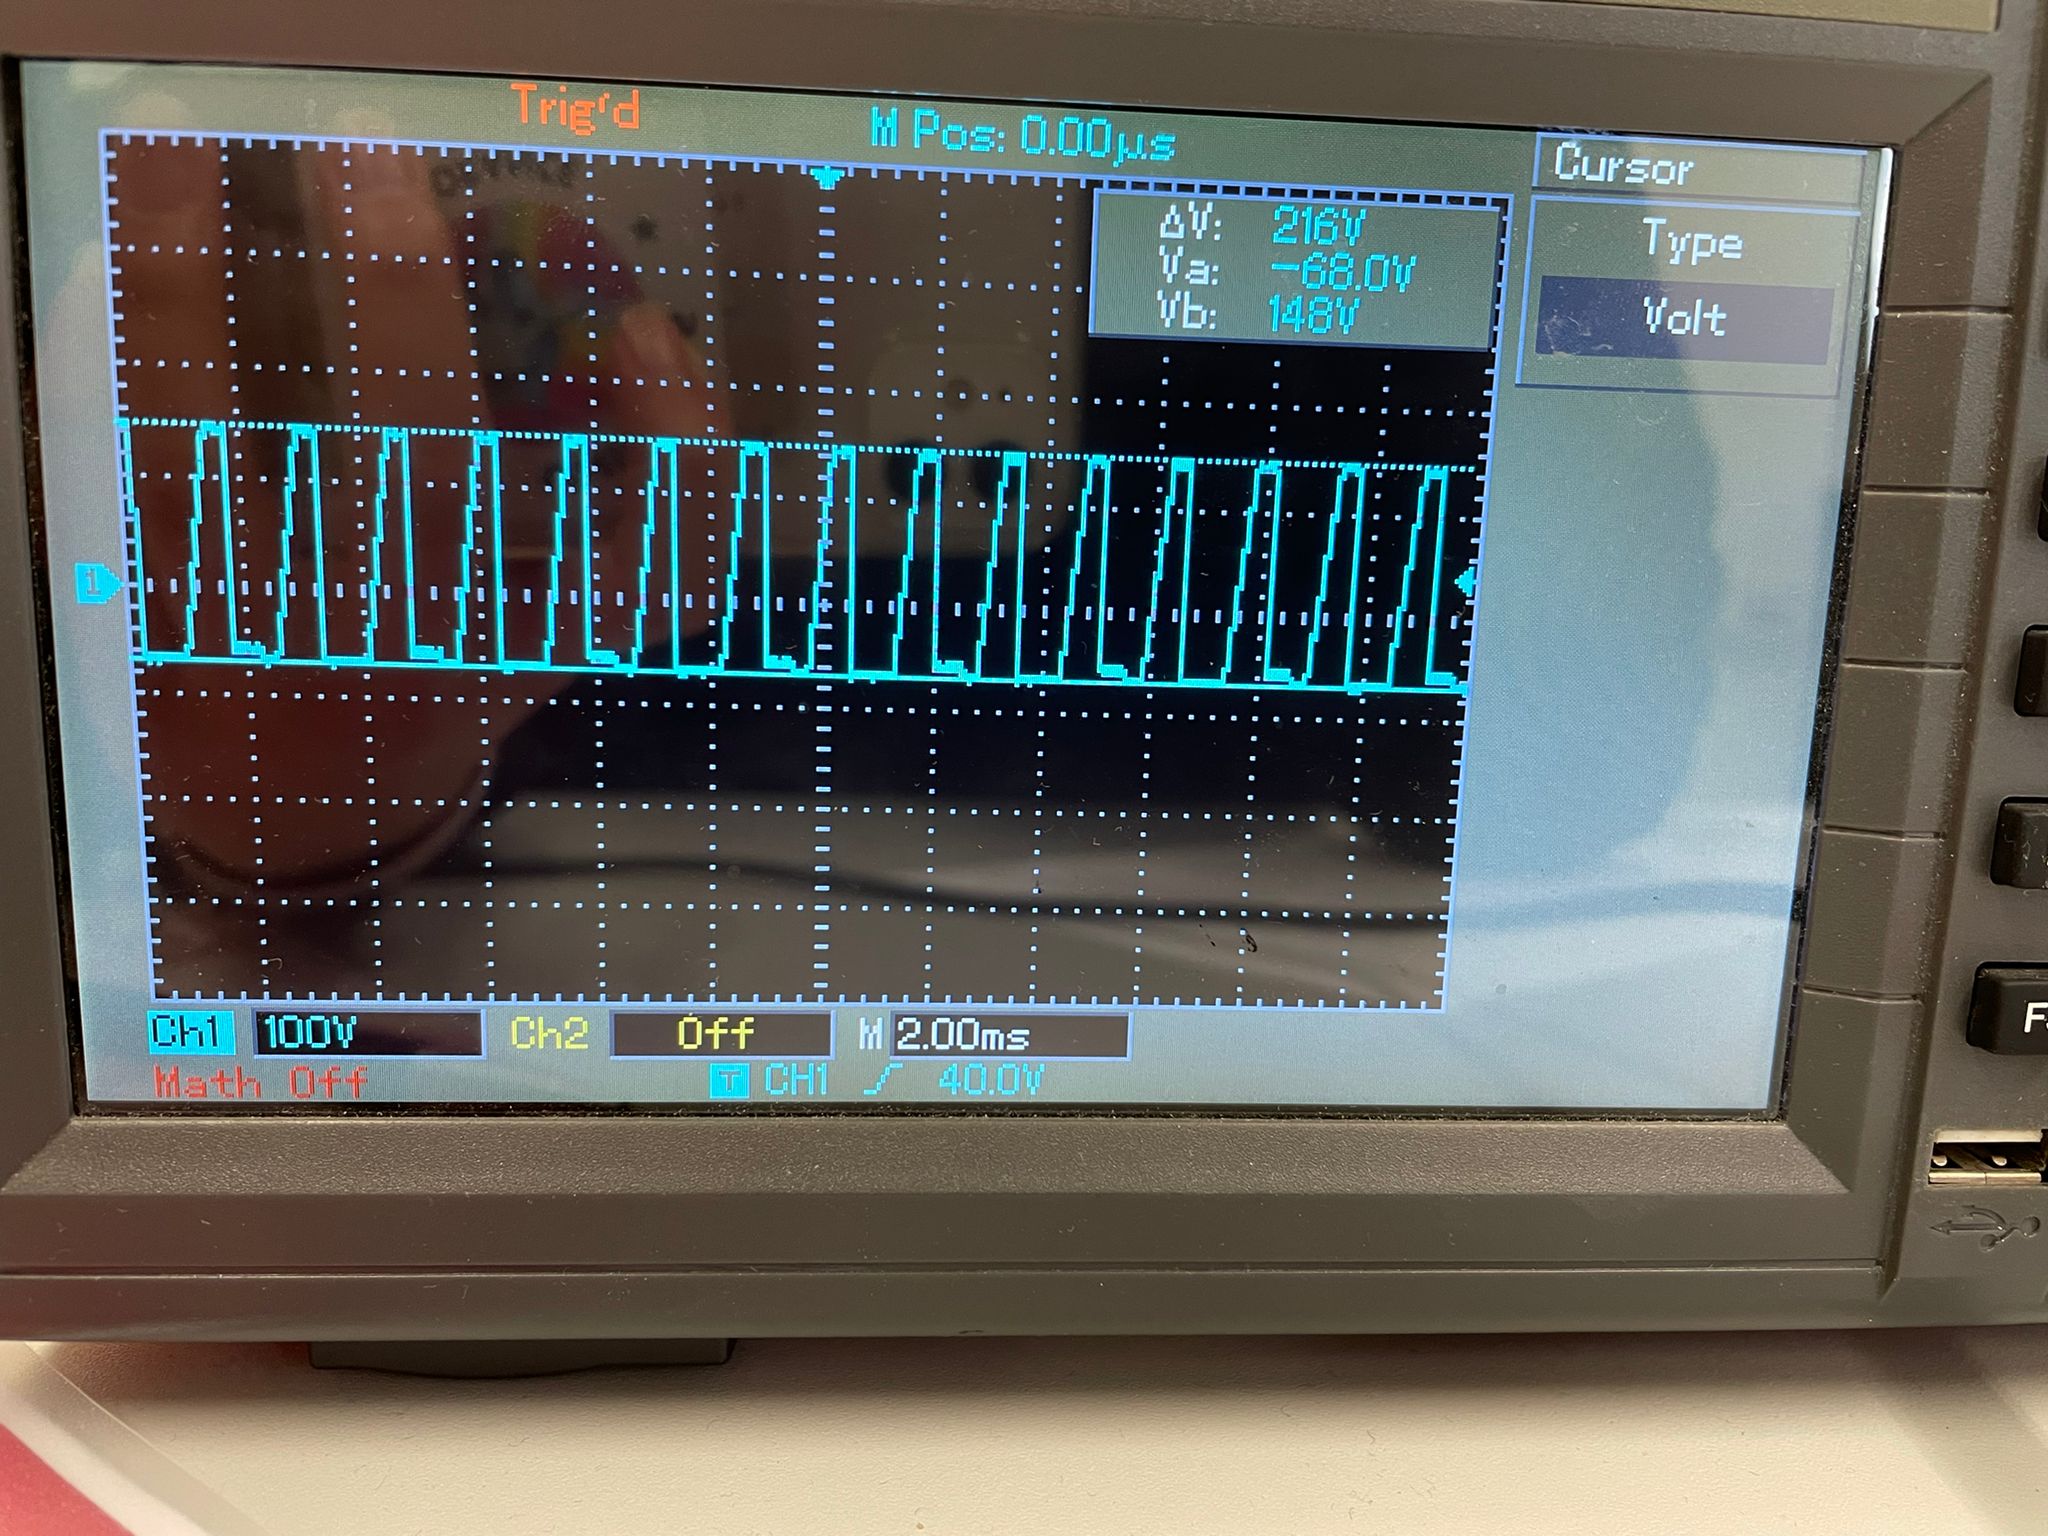 Trig'd
M Pos: 0.00µs
Cursor
ΔV: 216V
Va: -68.0V
Vb: 148V
Type
Volt
1
Ch1 100V Ch2 Off M 2.00ms
Math Off T CH1 40.0V